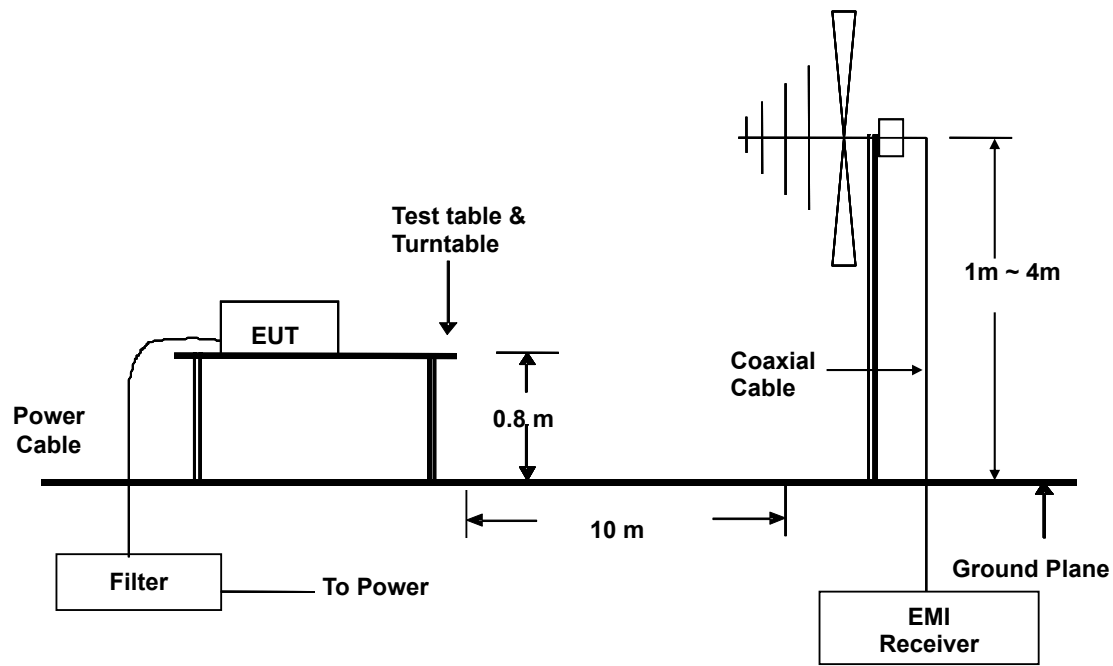 Test table &
Turntable
1m ~ 4m
EUT
Coaxial
Cable
Power
Cable
0.8 m
10 m
Filter
To Power
Ground Plane
EMI
Receiver